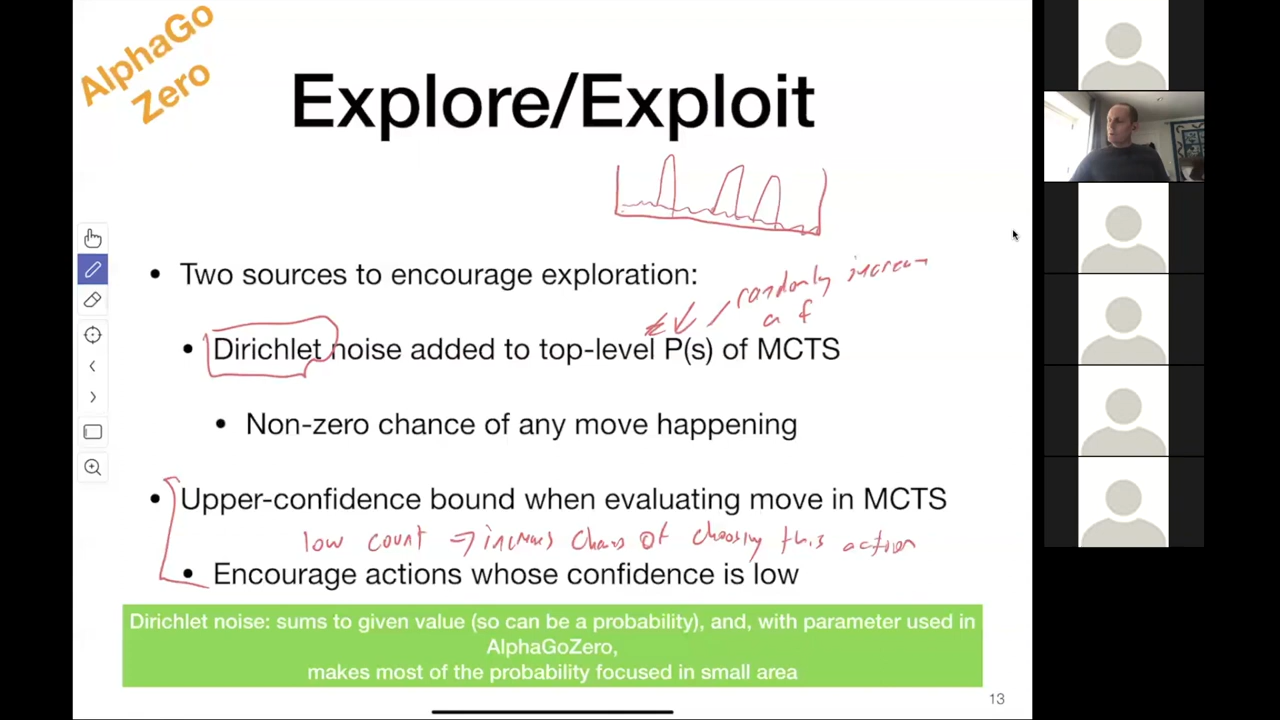 AlphaGo
Zero
Explore/Exploit
• Two sources to encourage exploration:
randomly increase
a f
• Dirichlet noise added to top-level P(s) of MCTS
• Non-zero chance of any move happening
• Upper-confidence bound when evaluating move in MCTS
low count → increases chance of choosing this action
• Encourage actions whose confidence is low
Dirichlet noise: sums to given value (so can be a probability), and, with parameter used in
AlphaGoZero,
makes most of the probability focused in small area
13